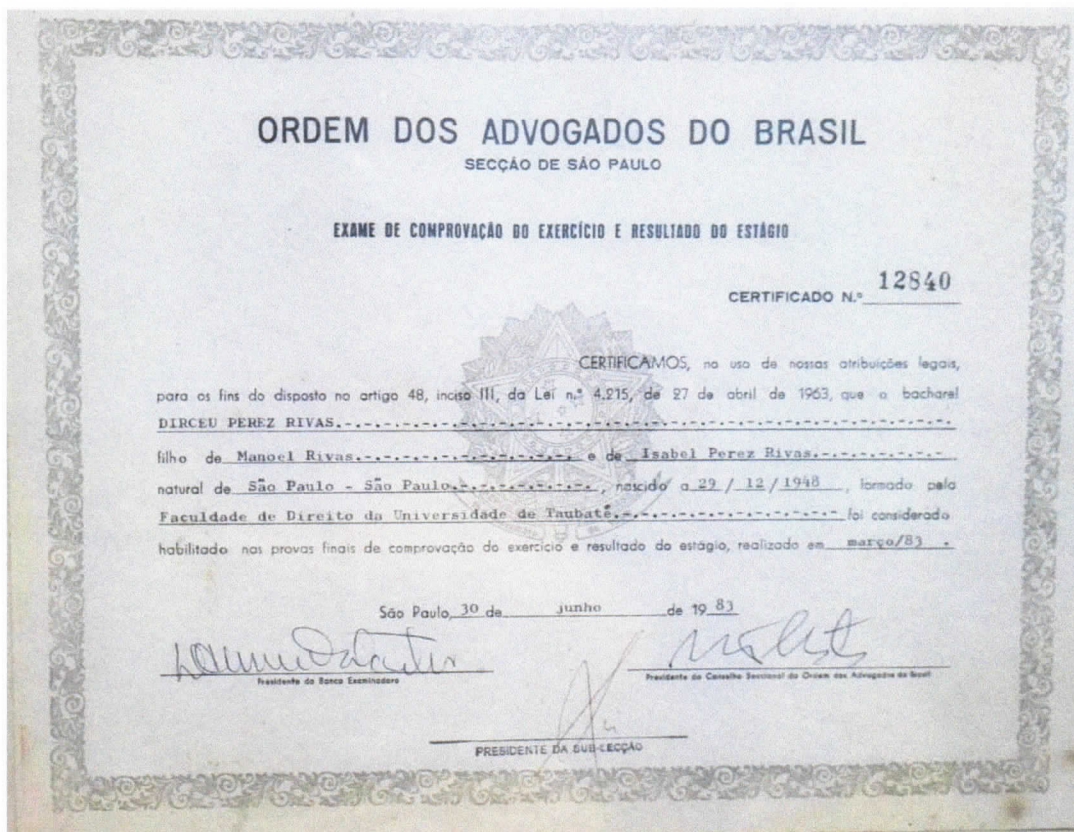 ORDEM DOS ADVOGADOS DO BRASIL
SECÇÃO DE SÃO PAULO
EXAME DE COMPROVAÇÃO DO EXERCÍCIO E RESULTADO DO ESTÁGIO
CERTIFICADO N.º 12840
CERTIFICAMOS, no uso de nossas atribuições legais,
para os fins do disposto no artigo 48, inciso III, da Lei n.º 4.215, de 27 de abril de 1963, que o bacharel
DIRCEU PEREZ RIVAS.-.-.-.-.-.-.-.-.-.-.-.-.-.-.-.-.-.-.-.-.-.-.-.-.-.-.-.-.-.-.
filho de Manoel Rivas.-.-.-.-.-.-.-.-.-.-. e de Isabel Perez Rivas.-.-.-.-.-.-.
natural de São Paulo - São Paulo.-.-.-.-.-.-.-., nascido a 29 / 12 / 1948, formado pela
Faculdade de Direito da Universidade de Taubaté.-.-.-.-.-.-.-.-.-.-.-.- foi considerado
habilitado nas provas finais de comprovação do exercício e resultado do estágio, realizado em março/83 .
São Paulo, 30 de junho de 19 83
Presidente da Banca Examinadora
Presidente do Conselho Seccional da Ordem dos Advogados do Brasil
PRESIDENTE DA SUB-SECÇÃO